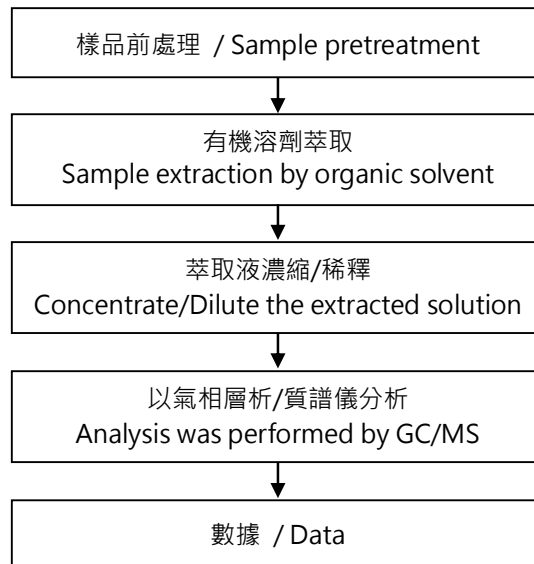 樣品前處理 / Sample pretreatment
有機溶劑萃取
Sample extraction by organic solvent
萃取液濃縮/稀釋
Concentrate/Dilute the extracted solution
以氣相層析/質譜儀分析
Analysis was performed by GC/MS
數據 / Data